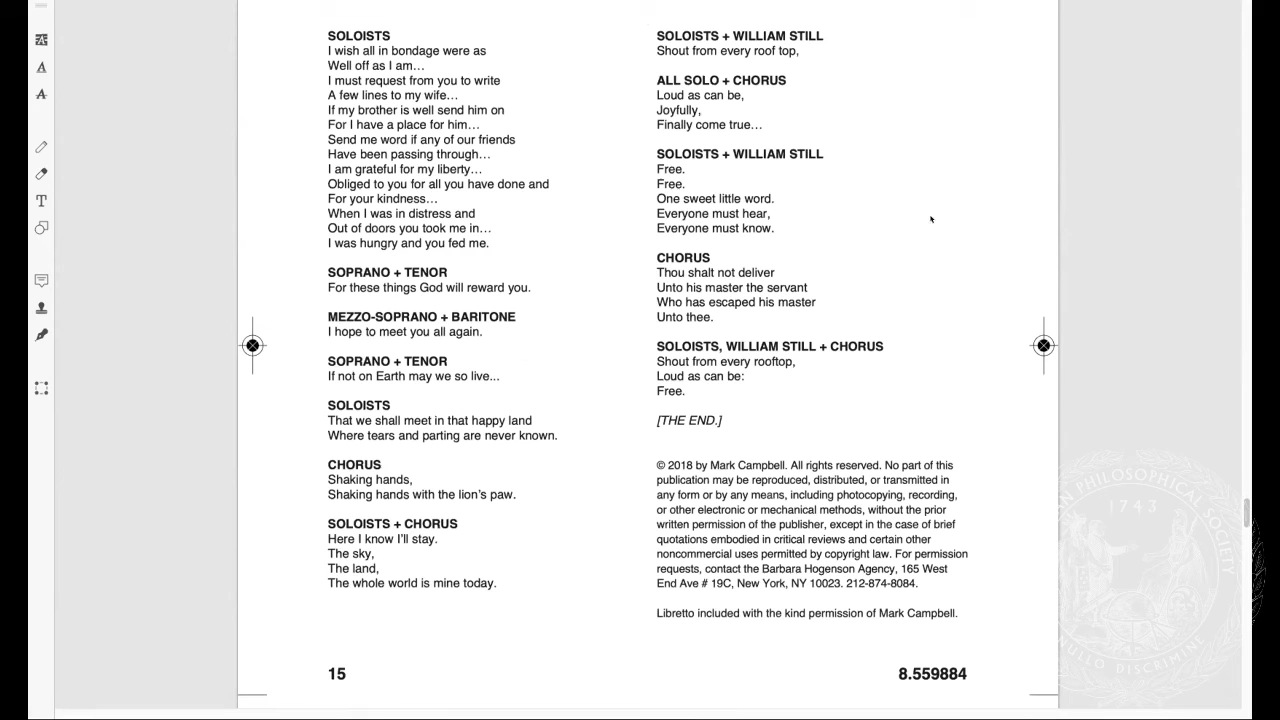 SOLOISTS
I wish all in bondage were as
Well off as I am…
I must request from you to write
A few lines to my wife…
If my brother is well send him on
For I have a place for him…
Send me word if any of our friends
Have been passing through…
I am grateful for my liberty…
Obliged to you for all you have done and
For your kindness…
When I was in distress and
Out of doors you took me in…
I was hungry and you fed me.
SOPRANO + TENOR
For these things God will reward you.
MEZZO-SOPRANO + BARITONE
I hope to meet you all again.
SOPRANO + TENOR
If not on Earth may we so live...
SOLOISTS
That we shall meet in that happy land
Where tears and parting are never known.
CHORUS
Shaking hands,
Shaking hands with the lion's paw.
SOLOISTS + CHORUS
Here I know I'll stay.
The sky,
The land,
The whole world is mine today.
SOLOISTS + WILLIAM STILL
Shout from every roof top,
ALL SOLO + CHORUS
Loud as can be,
Joyfully,
Finally come true…
SOLOISTS + WILLIAM STILL
Free.
Free.
One sweet little word.
Everyone must hear,
Everyone must know.
CHORUS
Thou shalt not deliver
Unto his master the servant
Who has escaped his master
Unto thee.
SOLOISTS, WILLIAM STILL + CHORUS
Shout from every rooftop,
Loud as can be:
Free.
[THE END.]
© 2018 by Mark Campbell. All rights reserved. No part of this
publication may be reproduced, distributed, or transmitted in
any form or by any means, including photocopying, recording,
or other electronic or mechanical methods, without the prior
written permission of the publisher, except in the case of brief
quotations embodied in critical reviews and certain other
noncommercial uses permitted by copyright law. For permission
requests, contact the Barbara Hogenson Agency, 165 West
End Ave # 19C, New York, NY 10023. 212-874-8084.
Libretto included with the kind permission of Mark Campbell.
15
8.559884
PHILOSOPHICAL SOCIETY
1743
NULLO DISCRIMINE